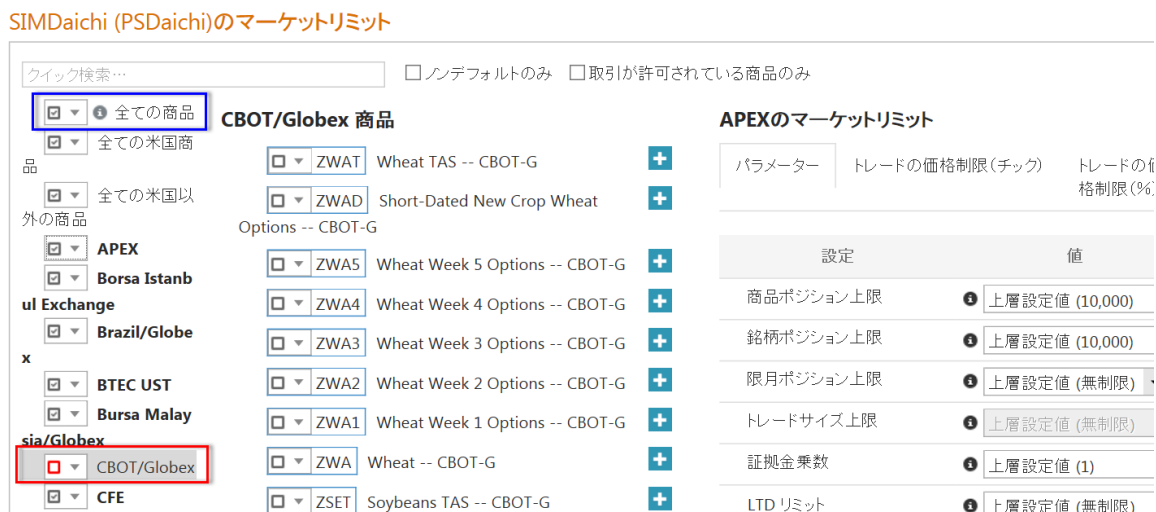 SIMDaichi (PSDaichi)のマーケットリミット
クイック検索…
ノンデフォルトのみ
取引が許可されている商品のみ
全ての商品
全ての米国商
品
全ての米国以
外の商品
APEX
Borsa Istanb
ul Exchange
Brazil/Globe
x
BTEC UST
Bursa Malay
sia/Globex
CBOT/Globex
CFE
CBOT/Globex 商品
ZWAT Wheat TAS -- CBOT-G
ZWAD Short-Dated New Crop Wheat
Options -- CBOT-G
ZWA5 Wheat Week 5 Options -- CBOT-G
ZWA4 Wheat Week 4 Options -- CBOT-G
ZWA3 Wheat Week 3 Options -- CBOT-G
ZWA2 Wheat Week 2 Options -- CBOT-G
ZWA1 Wheat Week 1 Options -- CBOT-G
ZWA Wheat -- CBOT-G
ZSET Soybeans TAS -- CBOT-G
APEXのマーケットリミット
パラメーター
トレードの価格制限(チック)
トレードの
格制限(%)
設定 値
商品ポジション上限 上層設定値 (10,000)
銘柄ポジション上限 上層設定値 (10,000)
限月ポジション上限 上層設定値 (無制限)
トレードサイズ上限 上層設定値 (無制限)
証拠金乗数 上層設定値 (1)
LTD リミット 上層設定値 (無制限)